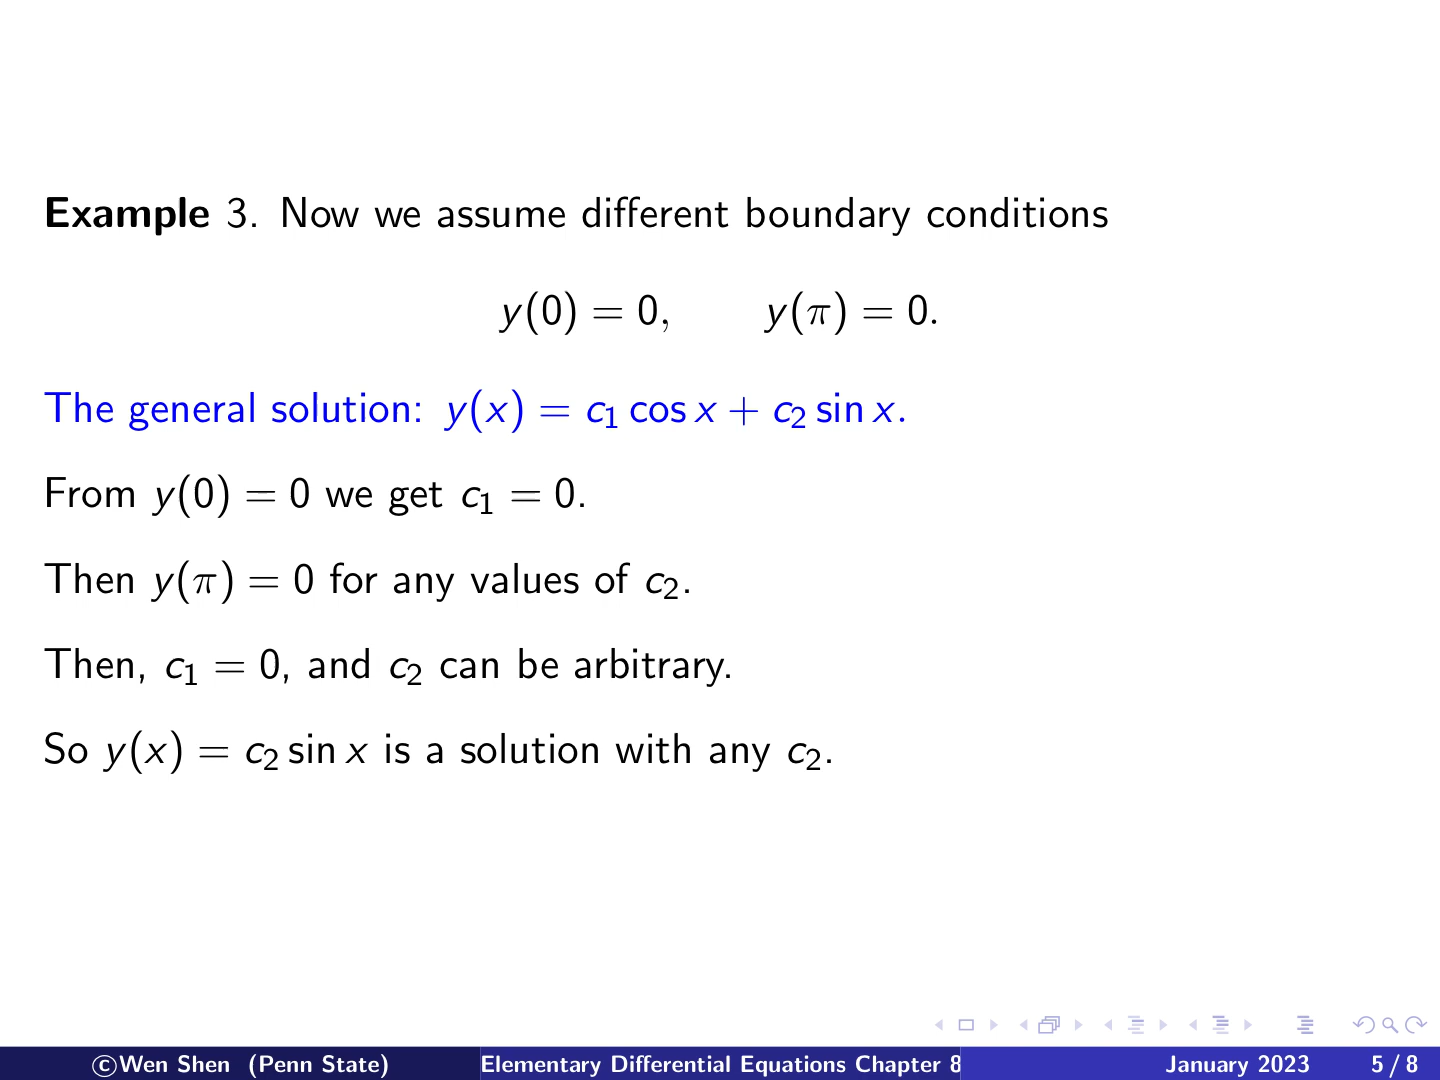 Example 3. Now we assume different boundary conditions
y(0) = 0, y(π) = 0.
The general solution: y(x) = c₁ cos x + c₂ sin x.
From y(0) = 0 we get c₁ = 0.
Then y(π) = 0 for any values of c₂.
Then, c₁ = 0, and c₂ can be arbitrary.
So y(x) = c₂ sin x is a solution with any c₂.
©Wen Shen (Penn State) Elementary Differential Equations Chapter 8 January 2023 5 / 8